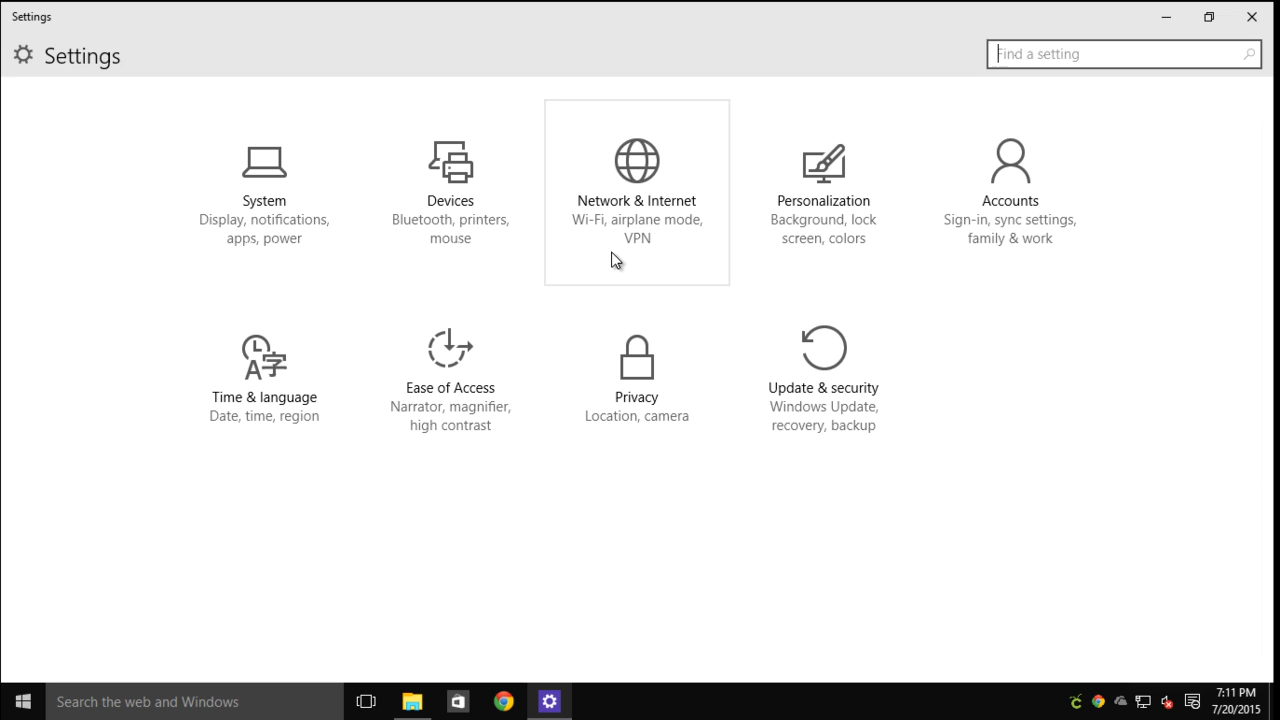 Settings
Settings
Find a setting
System
Display, notifications,
apps, power
Devices
Bluetooth, printers,
mouse
Network & Internet
Wi-Fi, airplane mode,
VPN
Personalization
Background, lock
screen, colors
Accounts
Sign-in, sync settings,
family & work
Time & language
Date, time, region
Ease of Access
Narrator, magnifier,
high contrast
Privacy
Location, camera
Update & security
Windows Update,
recovery, backup
Search the web and Windows
7:11 PM
7/20/2015